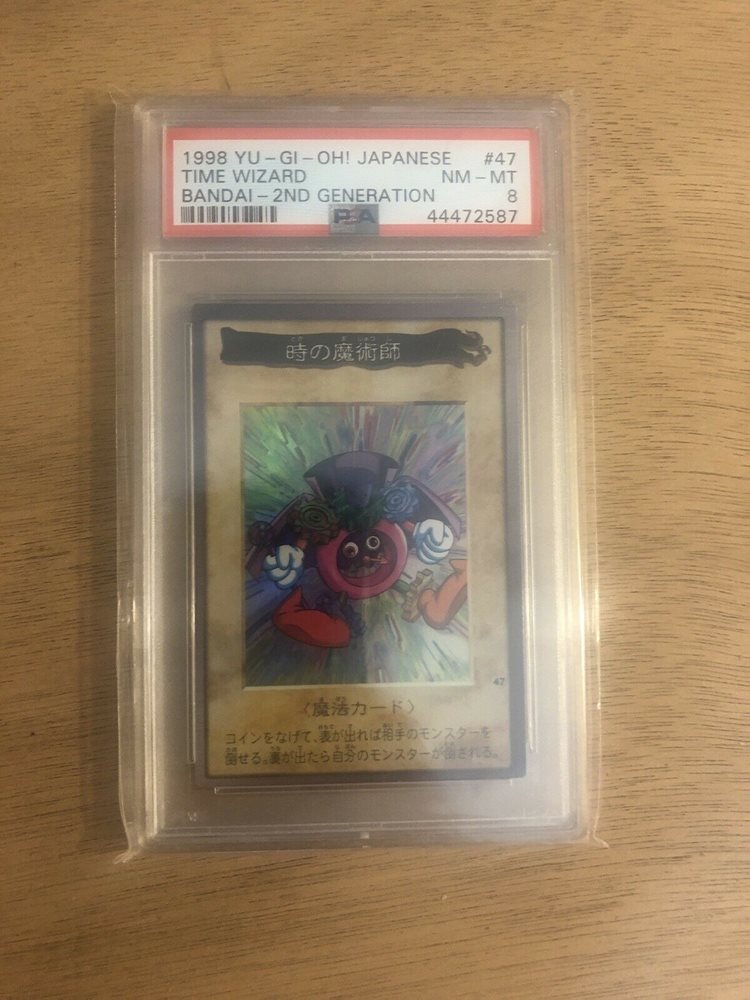 1998 YU-GI-OH! JAPANESE #47
TIME WIZARD NM-MT
BANDAI-2ND GENERATION 8
PSA 44472587
時の魔術師
47
〈魔法カード〉
コインをなげて、表が出れば相手のモンスターを
倒せる。裏が出たら自分のモンスターが倒される。